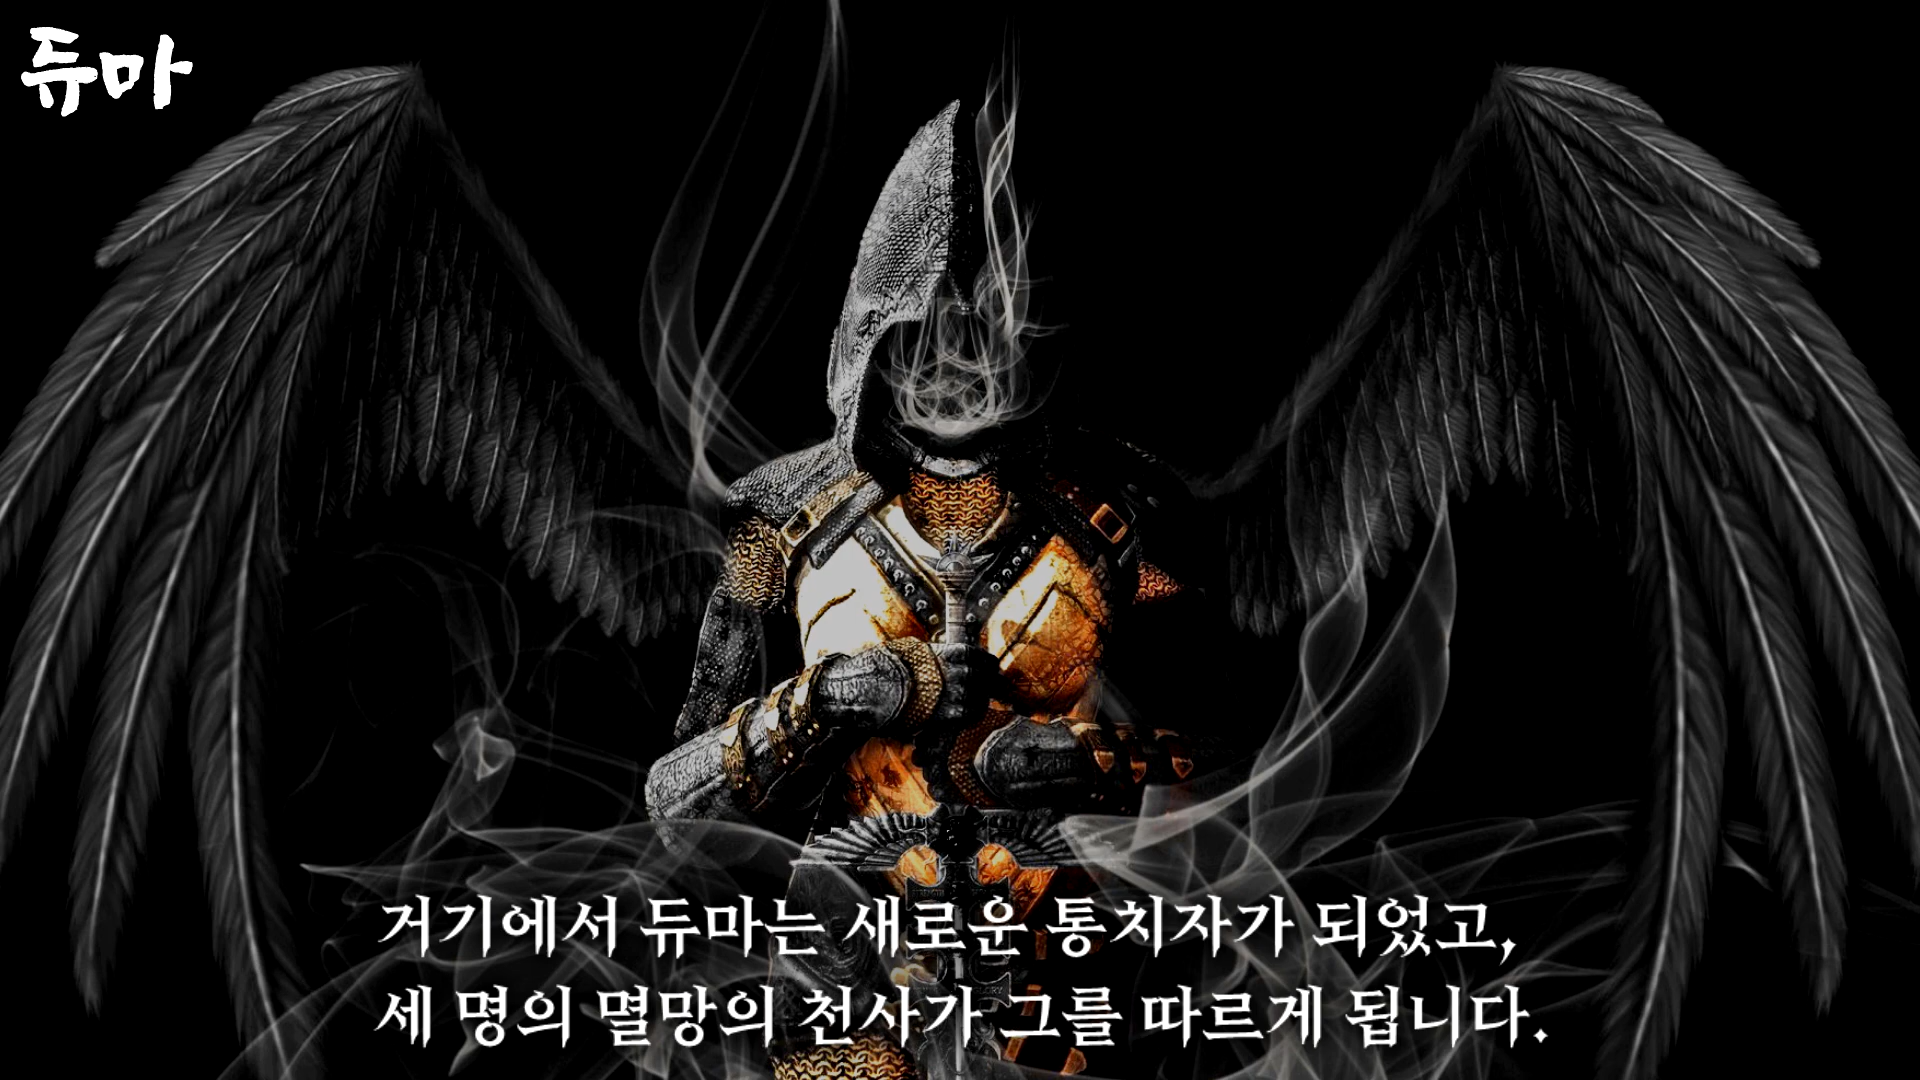 듀마
거기에서 듀마는 새로운 통치자가 되었고,
세 명의 멸망의 천사가 그를 따르게 됩니다.